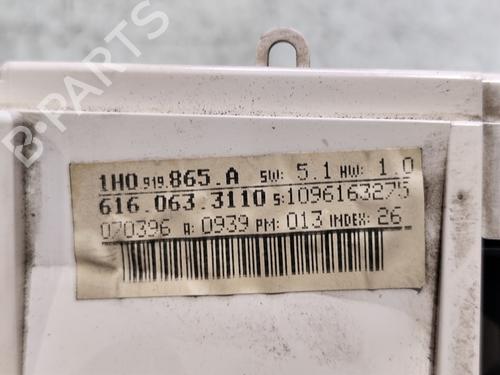 1H0 919.865.A SW: 5.1 HW: 1.0
616.063.3110 S:1096163275
070396 A: 0939 PM: 013 INDEX: 26
B-PARTS